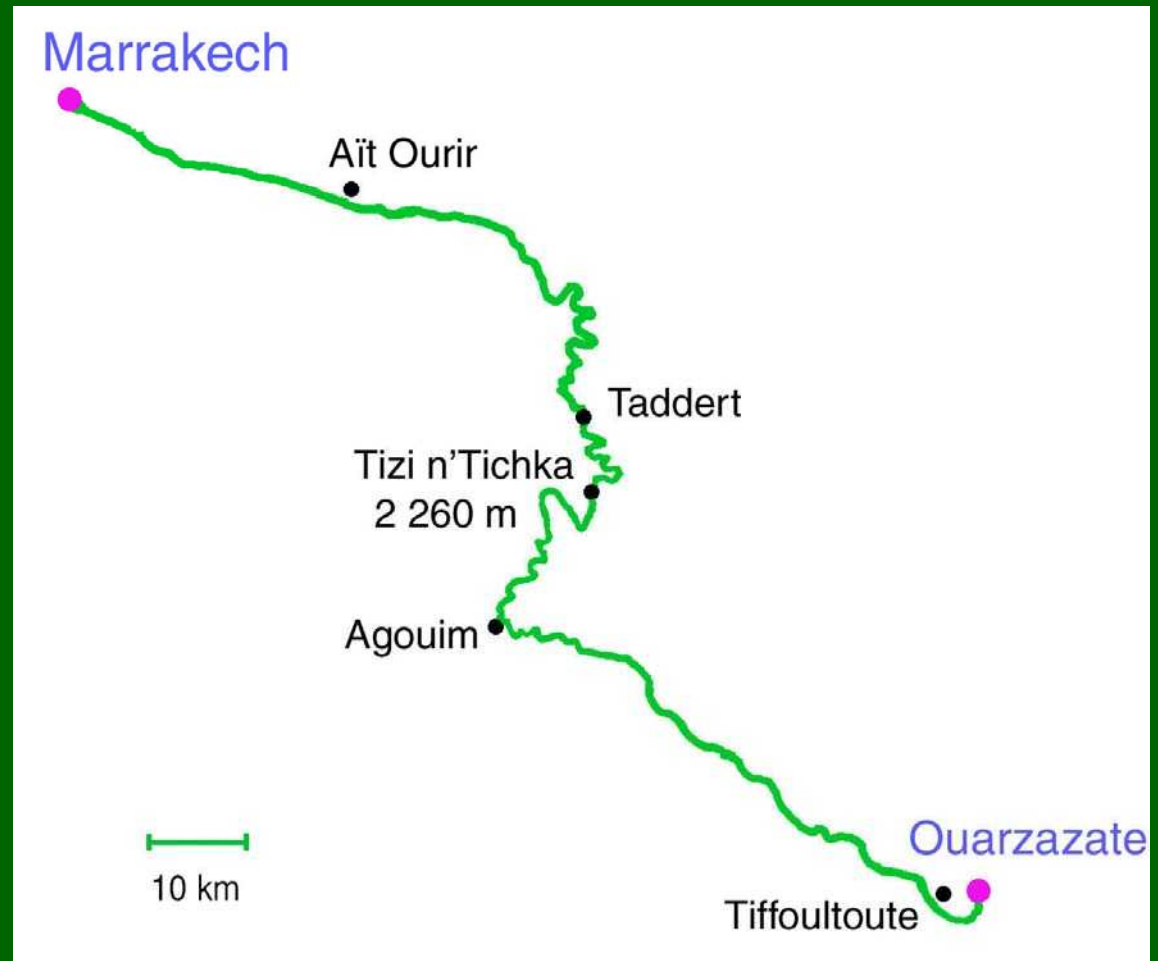 Marrakech
Aït Ourir
Taddert
Tizi n’Tichka
2 260 m
Agouim
Ouarzazate
10 km
Tiffoultoute